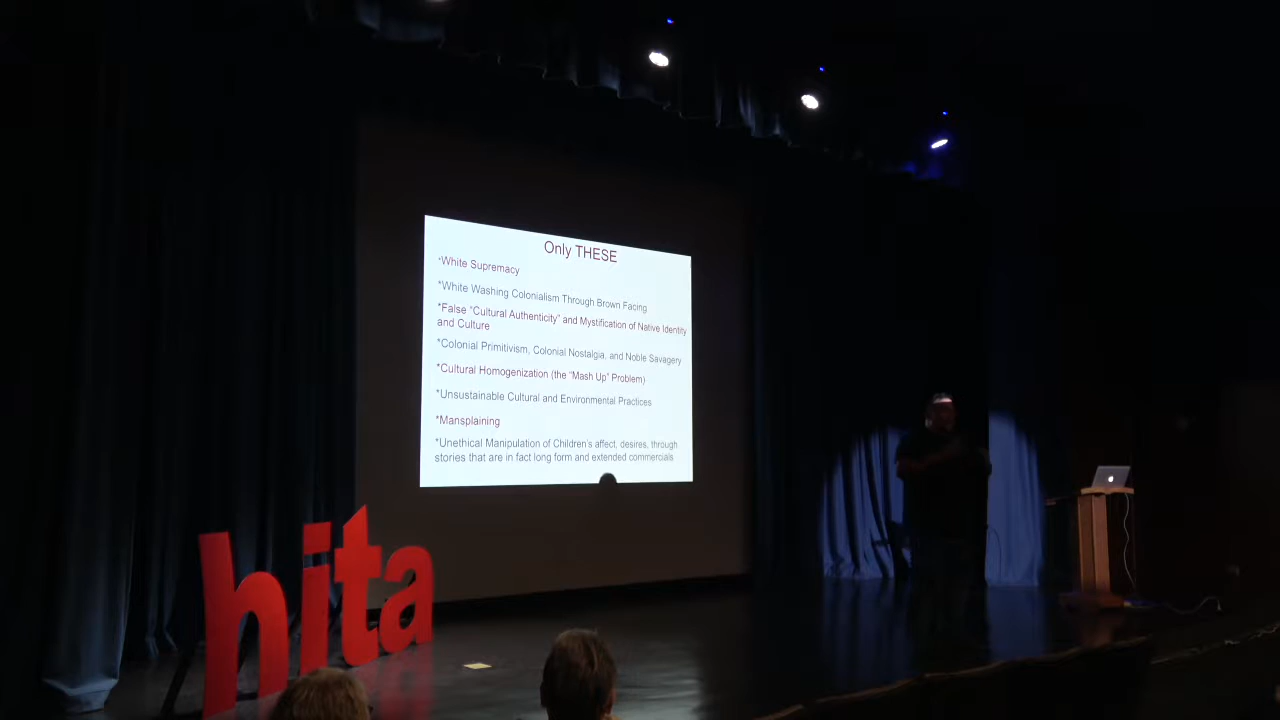 Only THESE
*White Supremacy
*White Washing Colonialism Through Brown Facing
*False "Cultural Authenticity" and Mystification of Native Identity
and Culture
*Colonial Primitivism, Colonial Nostalgia, and Noble Savagery
*Cultural Homogenization (the "Mash Up" Problem)
*Unsustainable Cultural and Environmental Practices
*Mansplaining
*Unethical Manipulation of Children's affect, desires, through
stories that are in fact long form and extended commercials
hita